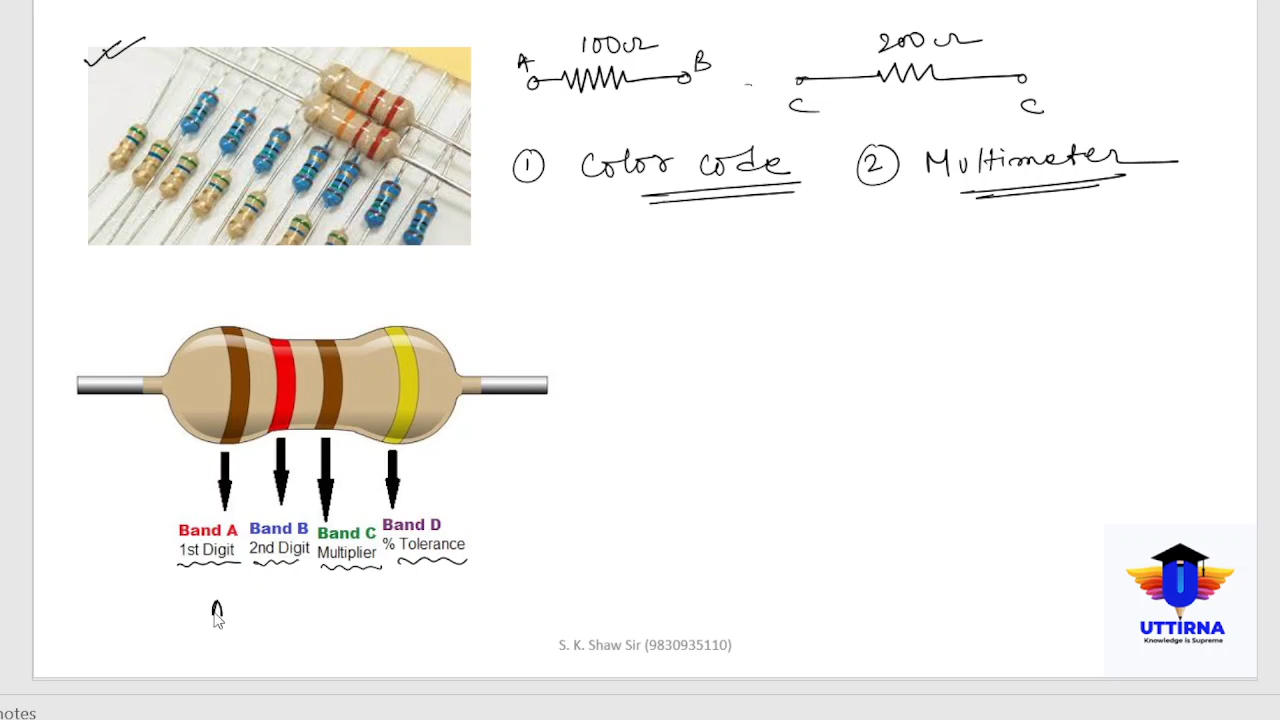 100Ω
200Ω
A
B
C
C
① Color code
② Multimeter
Band A
1st Digit
Band B
2nd Digit
Band C
Multiplier
Band D
% Tolerance
UTTIRNA
Knowledge is Supreme
S. K. Shaw Sir (9830935110)
notes